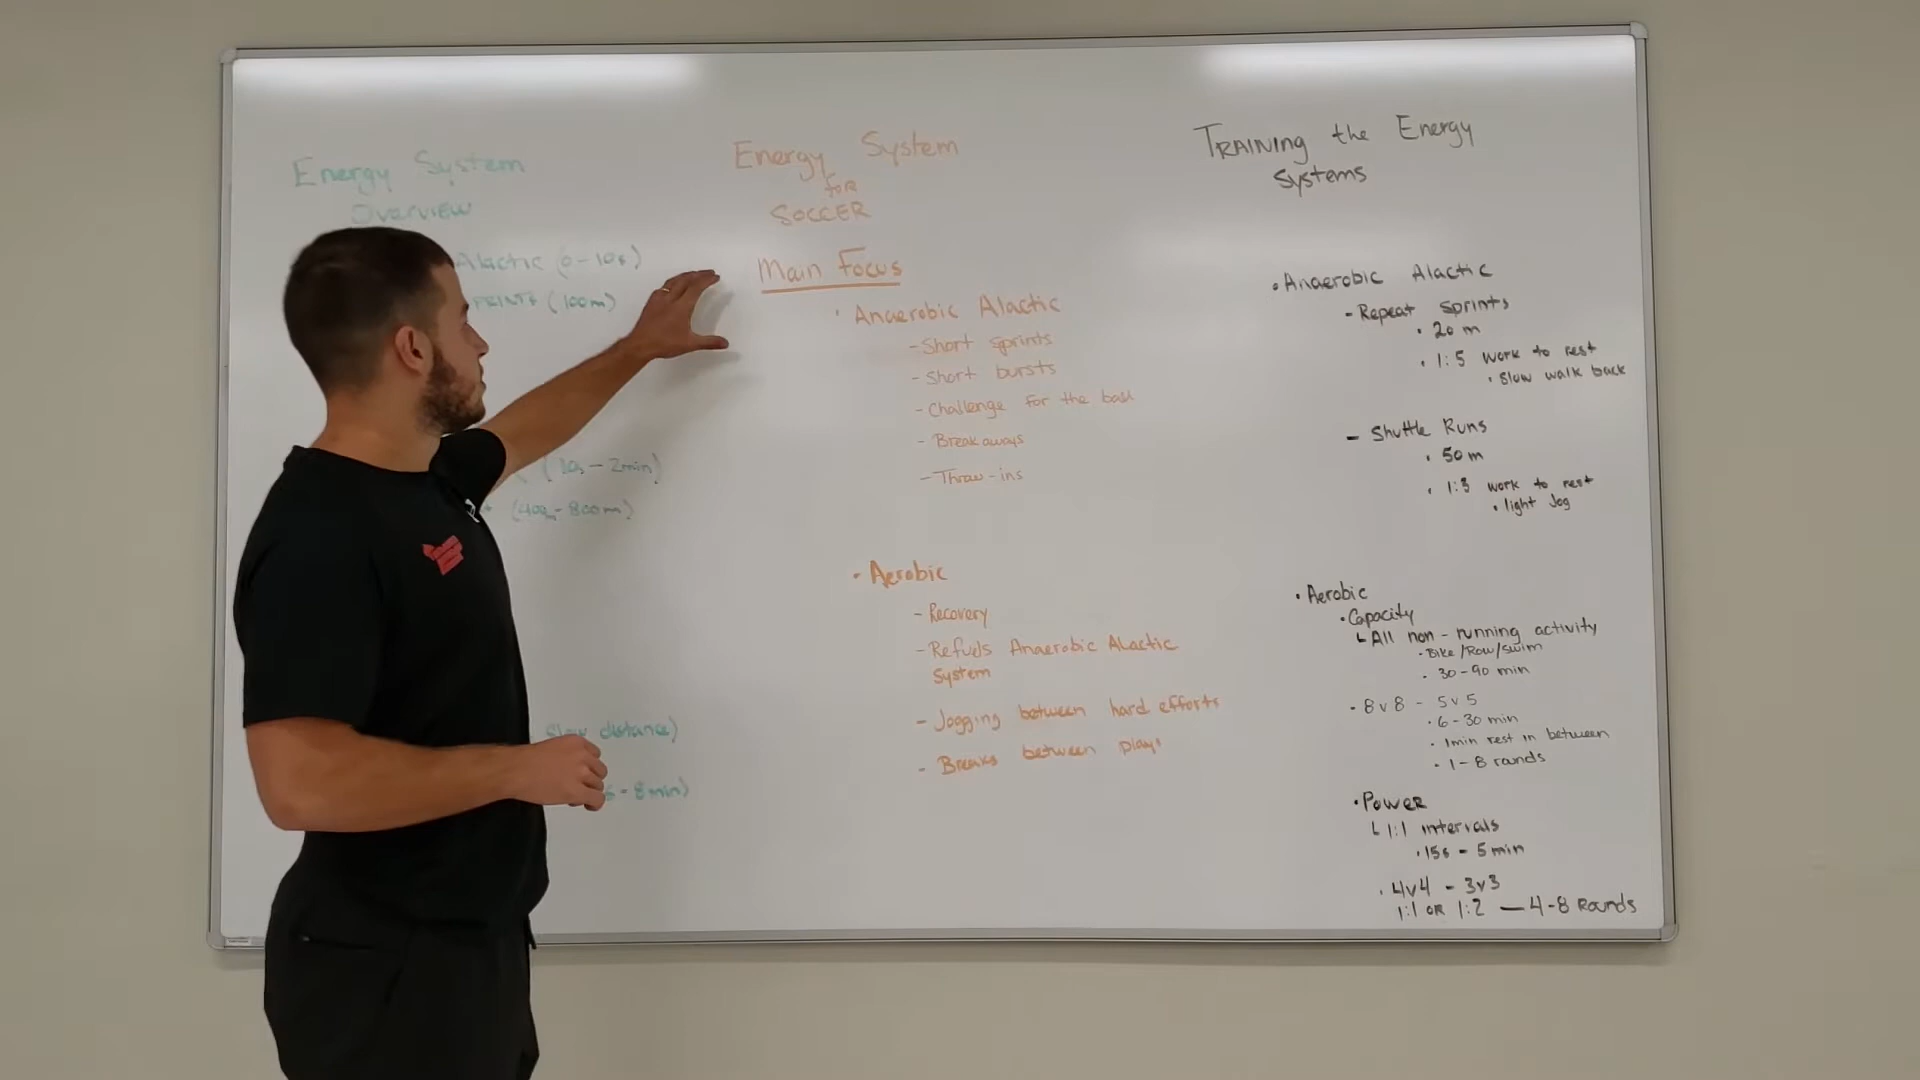 Energy System
Overview
Alactic (0-10s)
(100m)
(10s - 2min)
(400m - 800m)
Slow distance)
- 8min)
Energy System
for
SOCCER
Main Focus
• Anaerobic Alactic
- Short sprints
- Short bursts
- Challenge for the ball
- Breakaways
- Throw-ins
• Aerobic
- Recovery
- Refuels Anaerobic Alactic
System
- Jogging between hard efforts
- Breaks between plays
TRAINING the Energy
Systems
• Anaerobic Alactic
- Repeat Sprints
• 20 m
• 1:5 work to rest
• Slow walk back
- Shuttle Runs
• 50 m
• 1:3 work to rest
• light Jog
• Aerobic
• Capacity
↳ All non-running activity
• Bike/Row/Swim
• 30-90 min
• 8v8 - 5v5
• 6-30 min
• 1min rest in between
• 1-8 rounds
• Power
↳ 1:1 intervals
• 15s - 5min
• 4v4 - 3v3
1:1 OR 1:2 — 4-8 Rounds